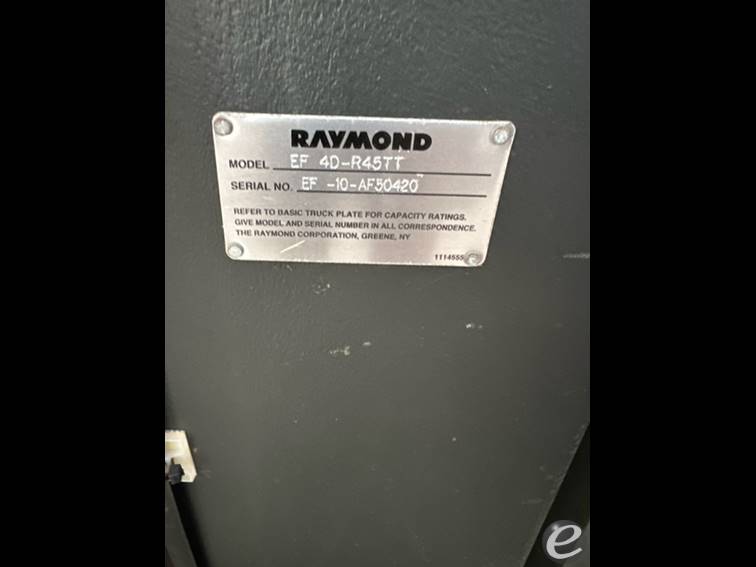 RAYMOND
MODEL EF 4D-R45TT
SERIAL NO. EF -10-AF50420
REFER TO BASIC TRUCK PLATE FOR CAPACITY RATINGS.
GIVE MODEL AND SERIAL NUMBER IN ALL CORRESPONDENCE.
THE RAYMOND CORPORATION, GREENE, NY
1114555
e